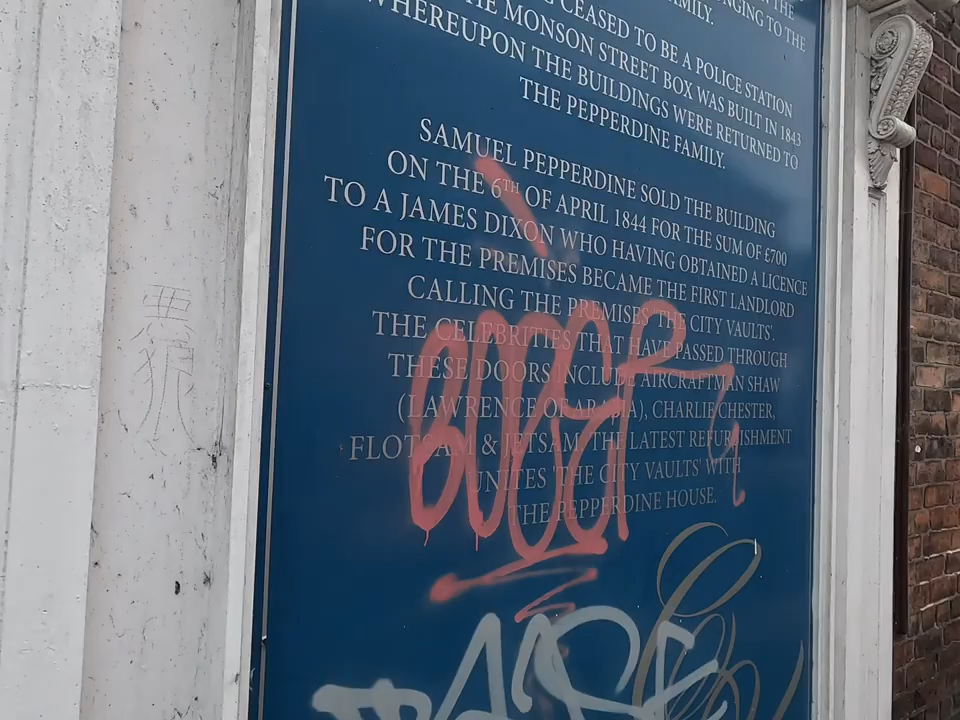 ONGING TO THE
FAMILY.
CEASED TO BE A POLICE STATION
THE MONSON STREET BOX WAS BUILT IN 1843
WHEREUPON THE BUILDINGS WERE RETURNED TO
THE PEPPERDINE FAMILY.
SAMUEL PEPPERDINE SOLD THE BUILDING
ON THE 6TH OF APRIL 1844 FOR THE SUM OF £700
TO A JAMES DIXON WHO HAVING OBTAINED A LICENCE
FOR THE PREMISES BECAME THE FIRST LANDLORD
CALLING THE PREMISES 'THE CITY VAULTS'.
THE CELEBRITIES THAT HAVE PASSED THROUGH
THESE DOORS INCLUDE AIRCRAFTMAN SHAW
(LAWRENCE OF ARABIA), CHARLIE CHESTER,
FLOTSAM & JETSAM. THE LATEST REFURBISHMENT
UNITES 'THE CITY VAULTS' WITH
THE PEPPERDINE HOUSE.
悪
狼